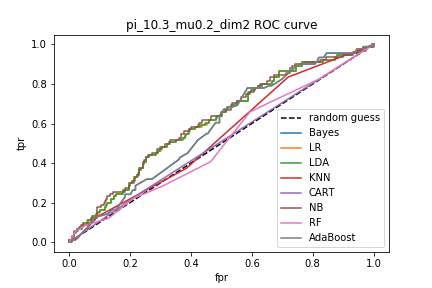 pi_10.3_mu0.2_dim2 ROC curve
1.0
0.8
0.6
0.4
0.2
0.0
tpr
random guess
Bayes
LR
LDA
KNN
CART
NB
RF
AdaBoost
0.0 0.2 0.4 0.6 0.8 1.0
fpr